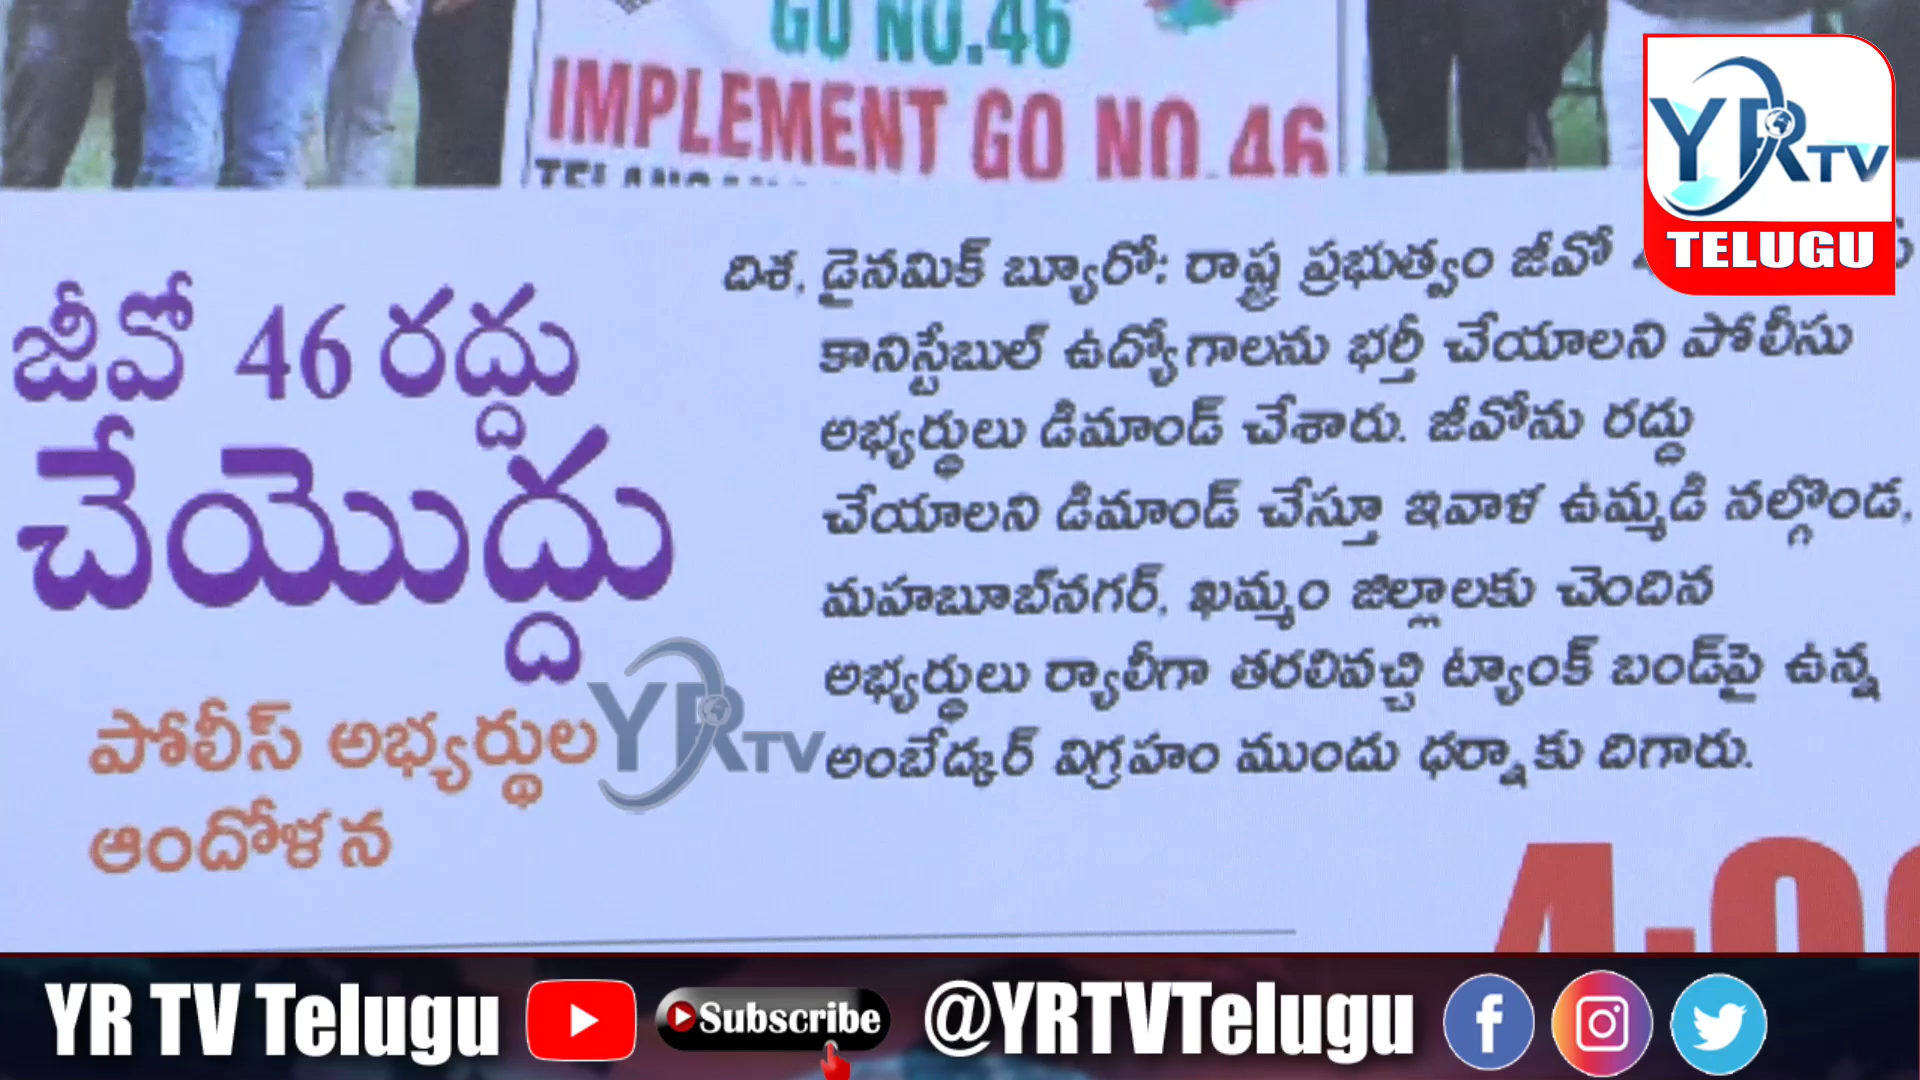 GO NO.46
IMPLEMENT GO NO.46
YRTV
TELUGU
జీవో 46 రద్దు
చేయొద్దు
పోలీస్ అభ్యర్థుల
ఆందోళన
దిశ, డైనమిక్ బ్యూరో: రాష్ట్ర ప్రభుత్వం జీవో
కానిస్టేబుల్ ఉద్యోగాలను భర్తీ చేయాలని పోలీసు
అభ్యర్థులు డిమాండ్ చేశారు. జీవోను రద్దు
చేయాలని డిమాండ్ చేస్తూ ఇవాళ ఉమ్మడి నల్గొండ,
మహబూబ్‌నగర్, ఖమ్మం జిల్లాలకు చెందిన
అభ్యర్థులు ర్యాలీగా తరలివచ్చి ట్యాంక్ బండ్‌పై ఉన్న
అంబేద్కర్ విగ్రహం ముందు ధర్నాకు దిగారు.
YRTV
YR TV Telugu
Subscribe
@YRTVTelugu